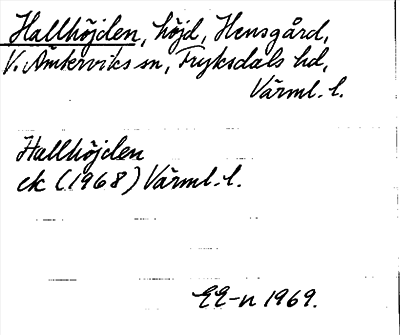 Hallhöjden, höjd, Hensgård,
V. Ämterviks sn, Fryksdals hd,
Värml. l.
Hallhöjden
ek (1968) Värml. l.
EE-n 1969.